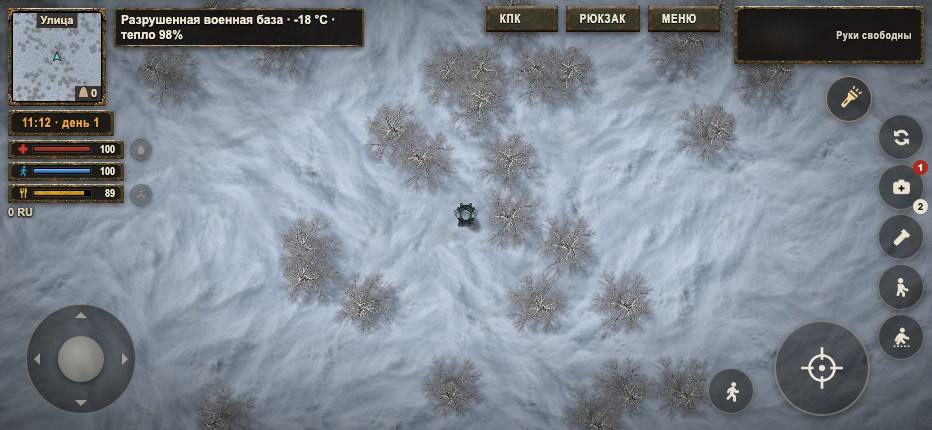 Улица
0
Разрушенная военная база · -18 °C ·
тепло 98%
КПК
РЮКЗАК
МЕНЮ
Руки свободны
11:12 · день 1
100
100
89
0 RU
1
2